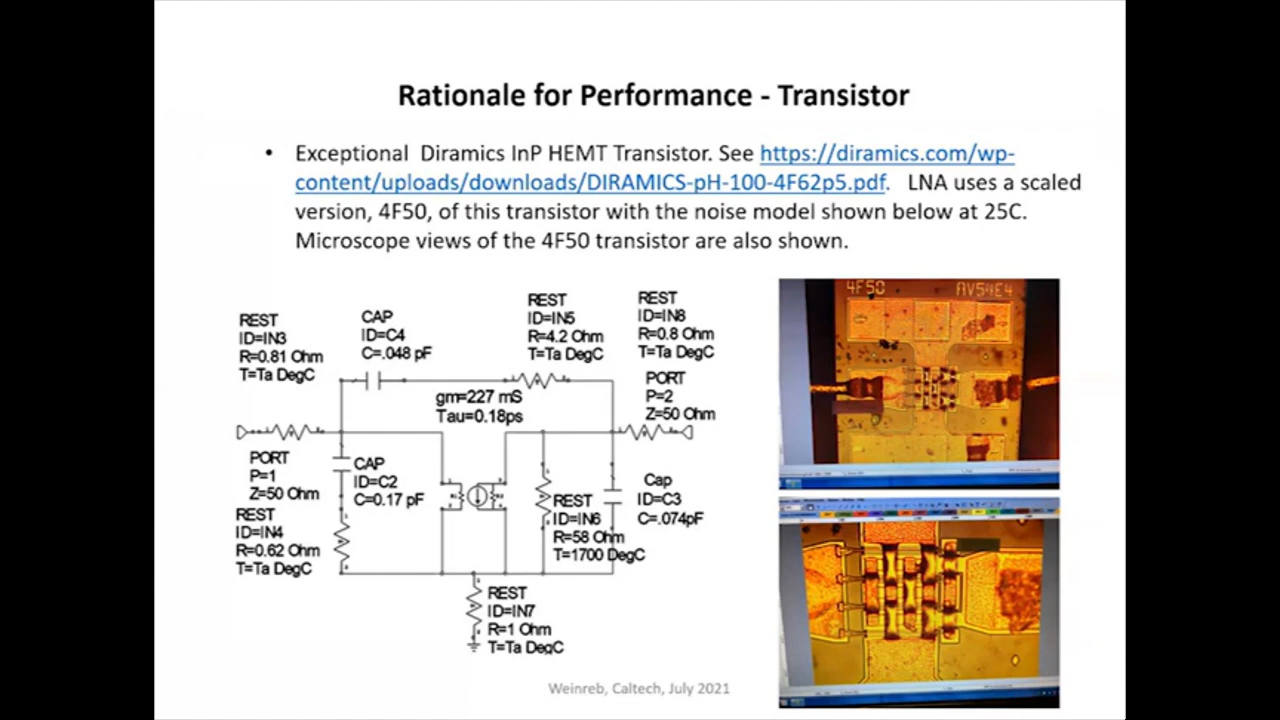 Rationale for Performance - Transistor
• Exceptional Diramics InP HEMT Transistor. See https://diramics.com/wp-
content/uploads/downloads/DIRAMICS-pH-100-4F62p5.pdf. LNA uses a scaled
version, 4F50, of this transistor with the noise model shown below at 25C.
Microscope views of the 4F50 transistor are also shown.
REST
ID=IN3
R=0.81 Ohm
T=Ta DegC
CAP
ID=C4
C=.048 pF
REST
ID=IN5
R=4.2 Ohm
T=Ta DegC
REST
ID=IN8
R=0.8 Ohm
T=Ta DegC
gm=227 mS
Tau=0.18ps
PORT
P=2
Z=50 Ohm
PORT
P=1
Z=50 Ohm
CAP
ID=C2
C=0.17 pF
REST
ID=IN4
R=0.62 Ohm
T=Ta DegC
REST
ID=IN6
R=58 Ohm
T=1700 DegC
Cap
ID=C3
C=.074pF
REST
ID=IN7
R=1 Ohm
T=Ta DegC
4F50 AV54E4
Weinreb, Caltech, July 2021